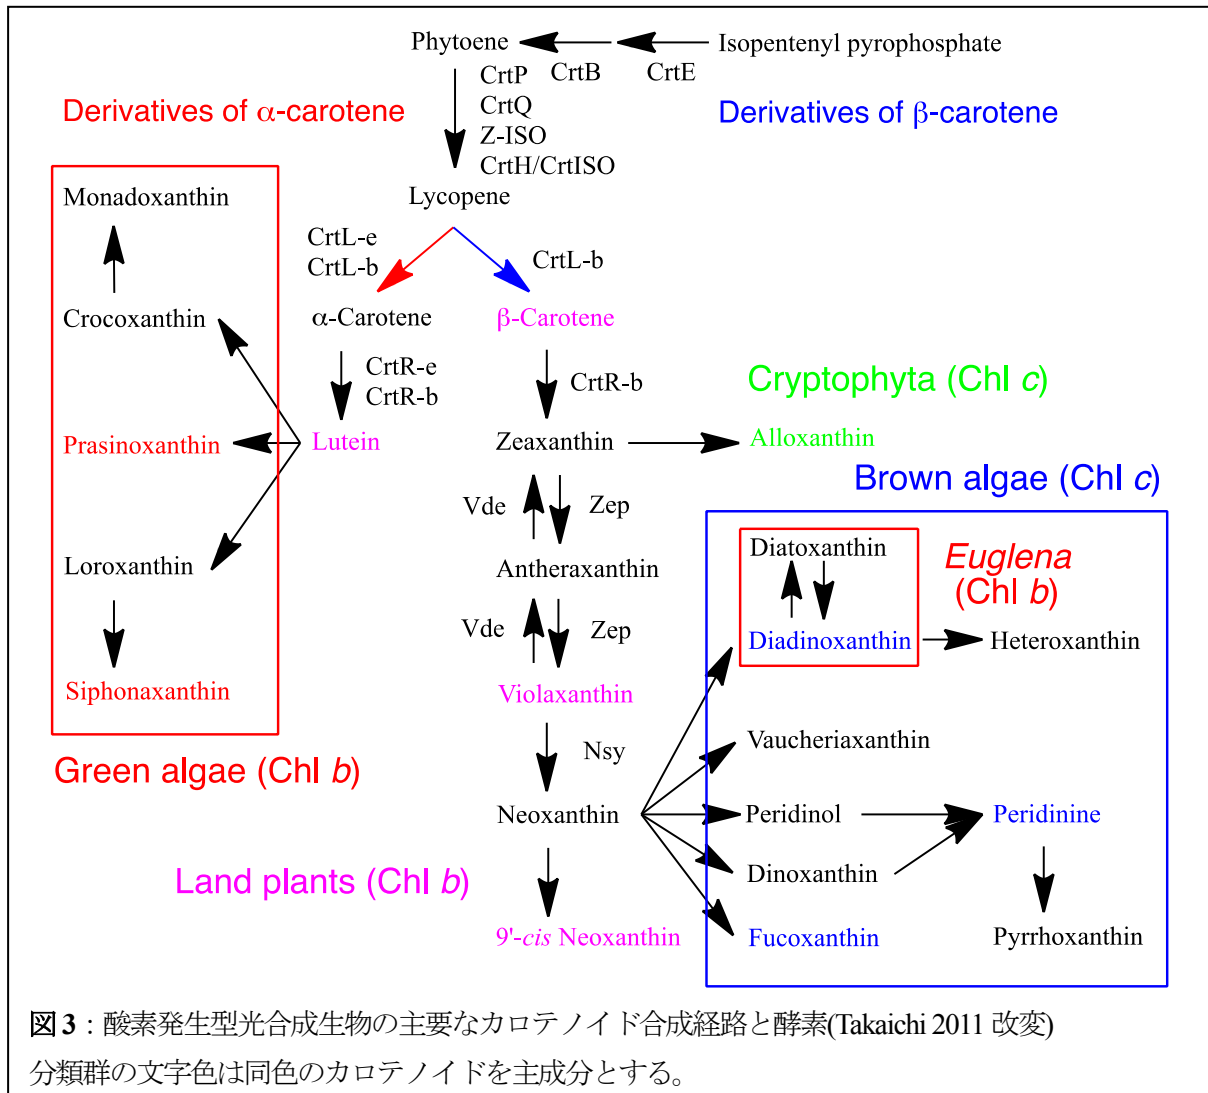 Phytoene
Isopentenyl pyrophosphate
CrtP
CrtB
CrtE
Derivatives of α-carotene
CrtQ
Derivatives of β-carotene
Z-ISO
CrtH/CrtISO
Monadoxanthin
Lycopene
CrtL-e
CrtL-b
CrtL-b
Crocoxanthin
α-Carotene
β-Carotene
CrtR-e
CrtR-b
CrtR-b
Cryptophyta (Chl c)
Prasinoxanthin
Lutein
Zeaxanthin
Alloxanthin
Brown algae (Chl c)
Vde
Zep
Diatoxanthin
Euglena
(Chl b)
Loroxanthin
Antheraxanthin
Vde
Zep
Diadinoxanthin
Heteroxanthin
Siphonaxanthin
Violaxanthin
Nsy
Vaucheriaxanthin
Green algae (Chl b)
Neoxanthin
Peridinol
Peridinine
Land plants (Chl b)
Dinoxanthin
9'-cis Neoxanthin
Fucoxanthin
Pyrrhoxanthin
図3：酸素発生型光合成生物の主要なカロテノイド合成経路と酵素(Takaichi 2011 改変)
分類群の文字色は同色のカロテノイドを主成分とする。